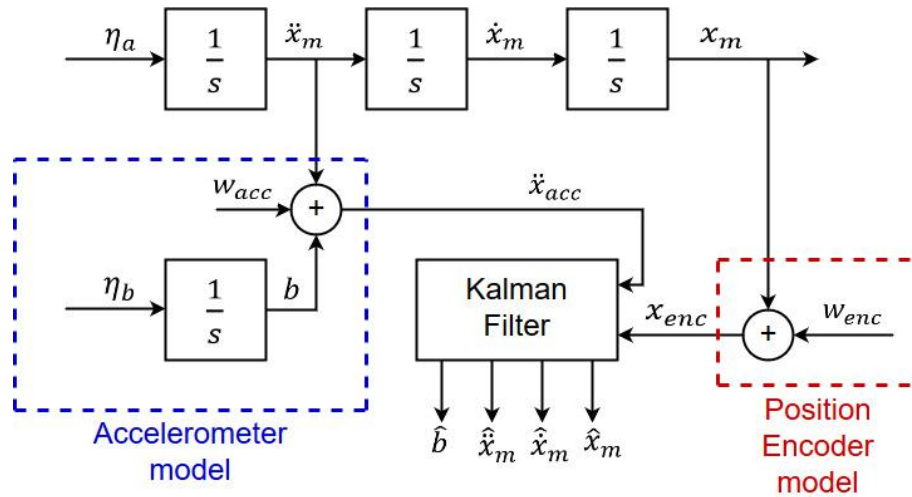 η_a
1/s
ẍ_m
1/s
ẋ_m
1/s
x_m
w_acc
+
ẍ_acc
η_b
1/s
b
Kalman
Filter
x_enc
+
w_enc
b̂
ẍ̂_m
ẋ̂_m
x̂_m
Accelerometer
model
Position
Encoder
model